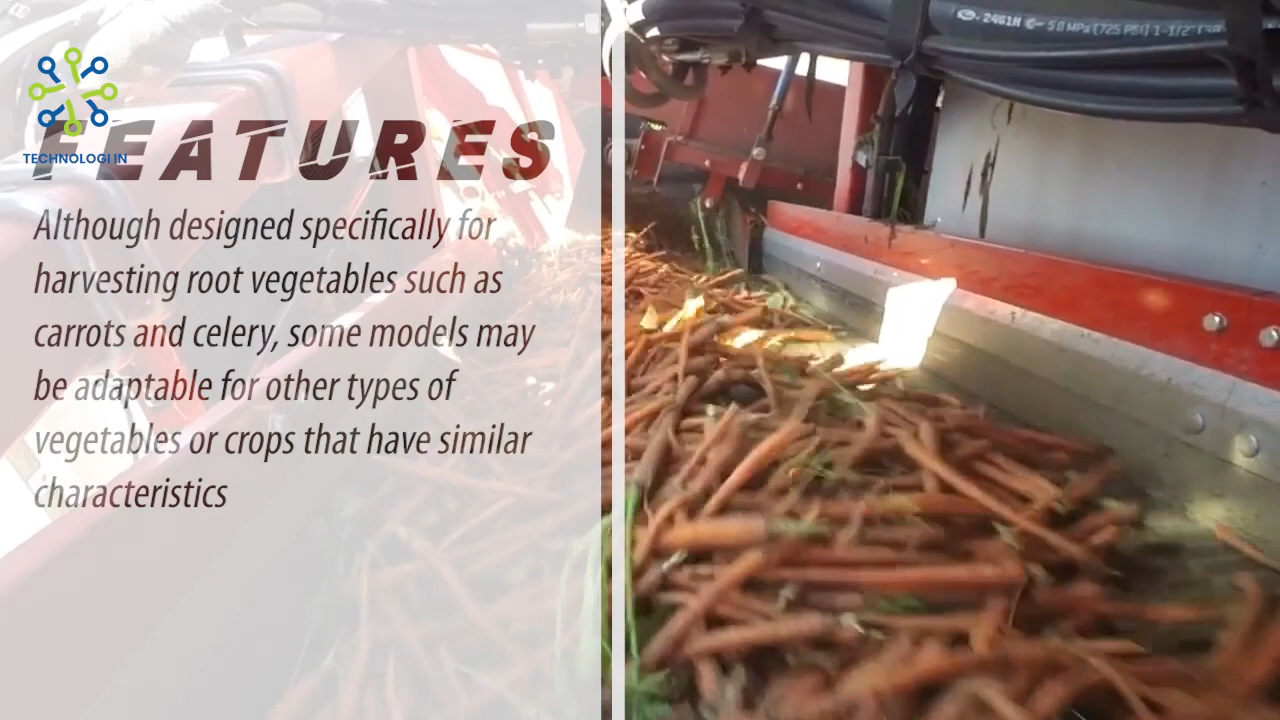 FEATURES
TECHNOLOGI IN
Although designed specifically for
harvesting root vegetables such as
carrots and celery, some models may
be adaptable for other types of
vegetables or crops that have similar
characteristics
2461N 50 MPa (725 PSI) 1-1/2"